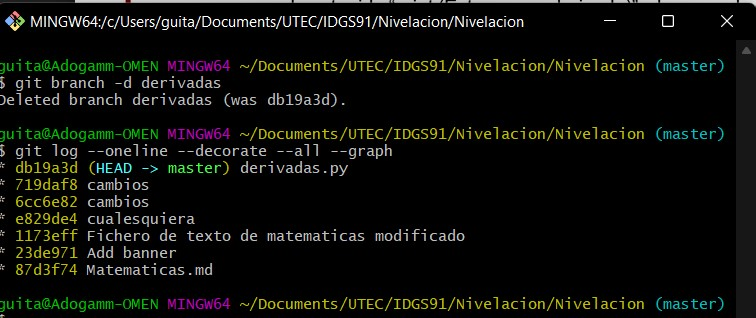 MINGW64:/c/Users/guita/Documents/UTEC/IDGS91/Nivelacion/Nivelacion
guita@Adogamm-OMEN MINGW64 ~/Documents/UTEC/IDGS91/Nivelacion/Nivelacion (master)
$ git branch -d derivadas
Deleted branch derivadas (was db19a3d).
guita@Adogamm-OMEN MINGW64 ~/Documents/UTEC/IDGS91/Nivelacion/Nivelacion (master)
$ git log --oneline --decorate --all --graph
* db19a3d (HEAD -> master) derivadas.py
* 719daf8 cambios
* 6cc6e82 cambios
* e829de4 cualesquiera
* 1173eff Fichero de texto de matematicas modificado
* 23de971 Add banner
* 87d3f74 Matematicas.md
guita@Adogamm-OMEN MINGW64 ~/Documents/UTEC/IDGS91/Nivelacion/Nivelacion (master)